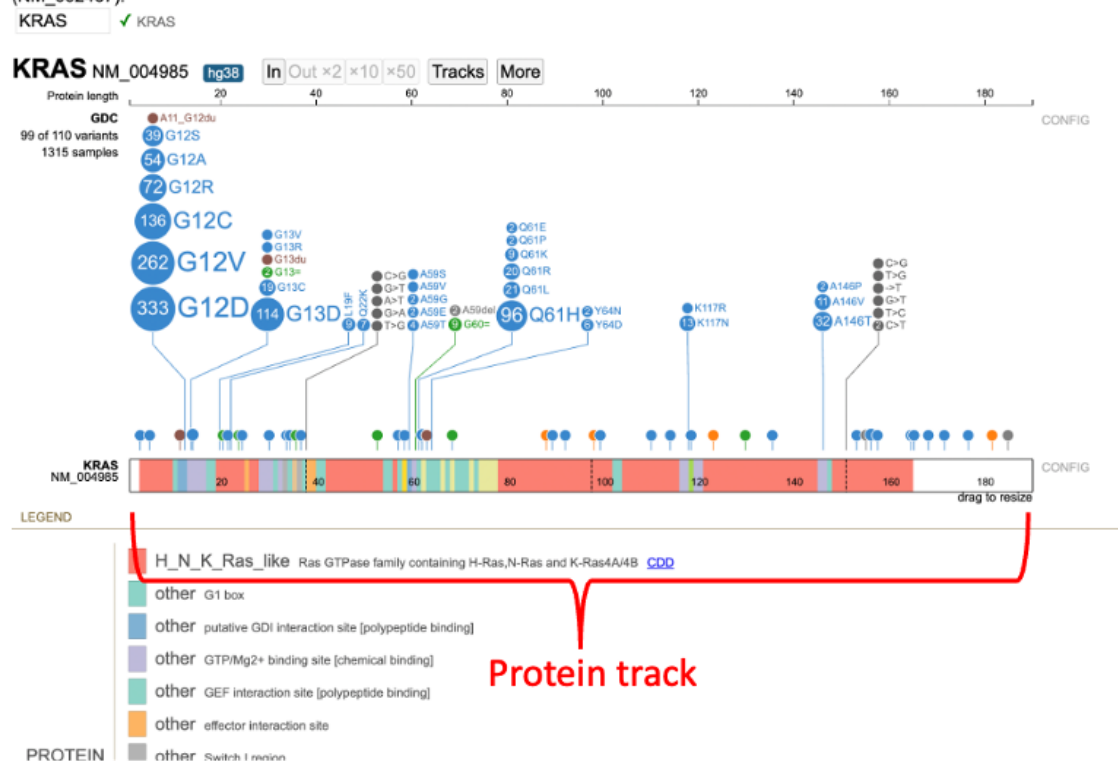 (NM_032487).
KRAS ✓ KRAS
KRAS NM_004985 hg38 In Out ×2 ×10 ×50 Tracks More
Protein length 20 40 60 80 100 120 140 160 180
GDC
99 of 110 variants
1315 samples
CONFIG
A11_G12du
39 G12S
54 G12A
72 G12R
136 G12C
262 G12V
333 G12D
G13V
G13R
G13du
2 G13=
19 G13C
114 G13D
9 L19F
7 Q22K
C>G
G>T
A>T
G>A
T>G
A59S
A59V
2 A59G
2 A59E
4 A59T
2 A59del
9 G60=
2 Q61E
2 Q61P
9 Q61K
20 Q61R
21 Q61L
96 Q61H
2 Y64N
6 Y64D
K117R
13 K117N
2 A146P
11 A146V
32 A146T
C>G
T>G
->T
G>T
T>C
2 C>T
KRAS
NM_004985
20 40 60 80 100 120 140 160 180
CONFIG
drag to resize
LEGEND
H_N_K_Ras_like Ras GTPase family containing H-Ras,N-Ras and K-Ras4A/4B CDD
other G1 box
other putative GDI interaction site [polypeptide binding]
other GTP/Mg2+ binding site [chemical binding]
Protein track
other GEF interaction site [polypeptide binding]
other effector interaction site
PROTEIN
other Switch I region